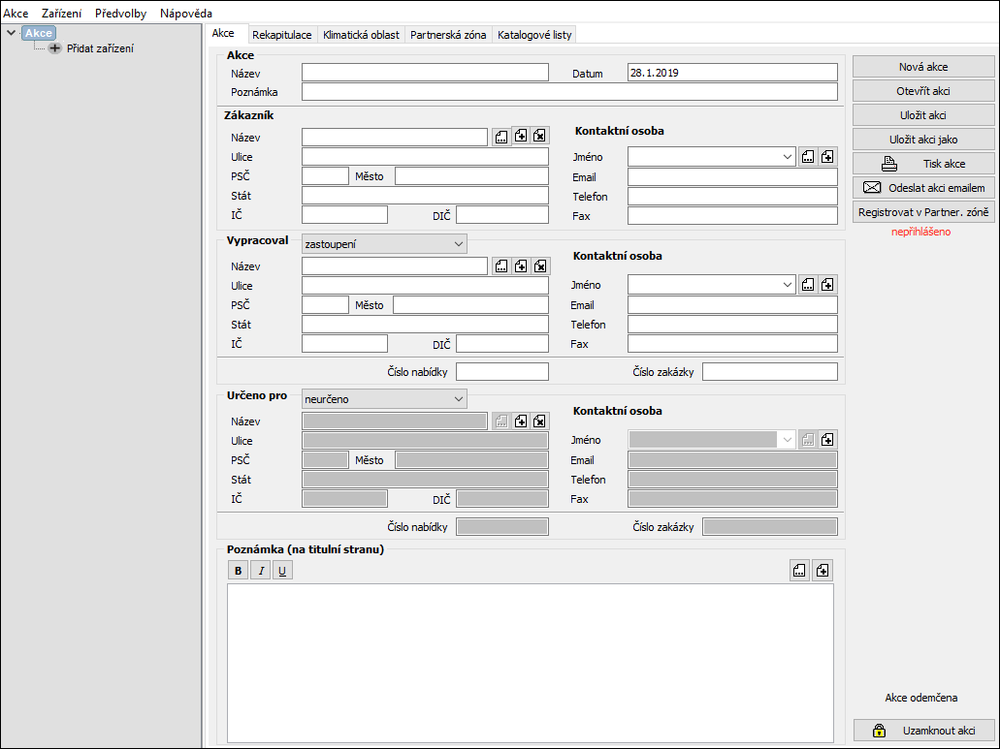 Akce Zařízení Předvolby Nápověda
Akce
Přidat zařízení
Akce Rekapitulace Klimatická oblast Partnerská zóna Katalogové listy
Akce
Název Datum 28.1.2019
Poznámka
Zákazník
Název
Ulice
PSČ Město
Stát
IČ DIČ
Kontaktní osoba
Jméno
Email
Telefon
Fax
Vypracoval zastoupení
Název
Ulice
PSČ Město
Stát
IČ DIČ
Kontaktní osoba
Jméno
Email
Telefon
Fax
Číslo nabídky Číslo zakázky
Určeno pro neurčeno
Název
Ulice
PSČ Město
Stát
IČ DIČ
Kontaktní osoba
Jméno
Email
Telefon
Fax
Číslo nabídky Číslo zakázky
Poznámka (na titulní stranu)
B I U
Nová akce
Otevřít akci
Uložit akci
Uložit akci jako
Tisk akce
Odeslat akci emailem
Registrovat v Partner. zóně
nepřihlášeno
Akce odemčena
Uzamknout akci